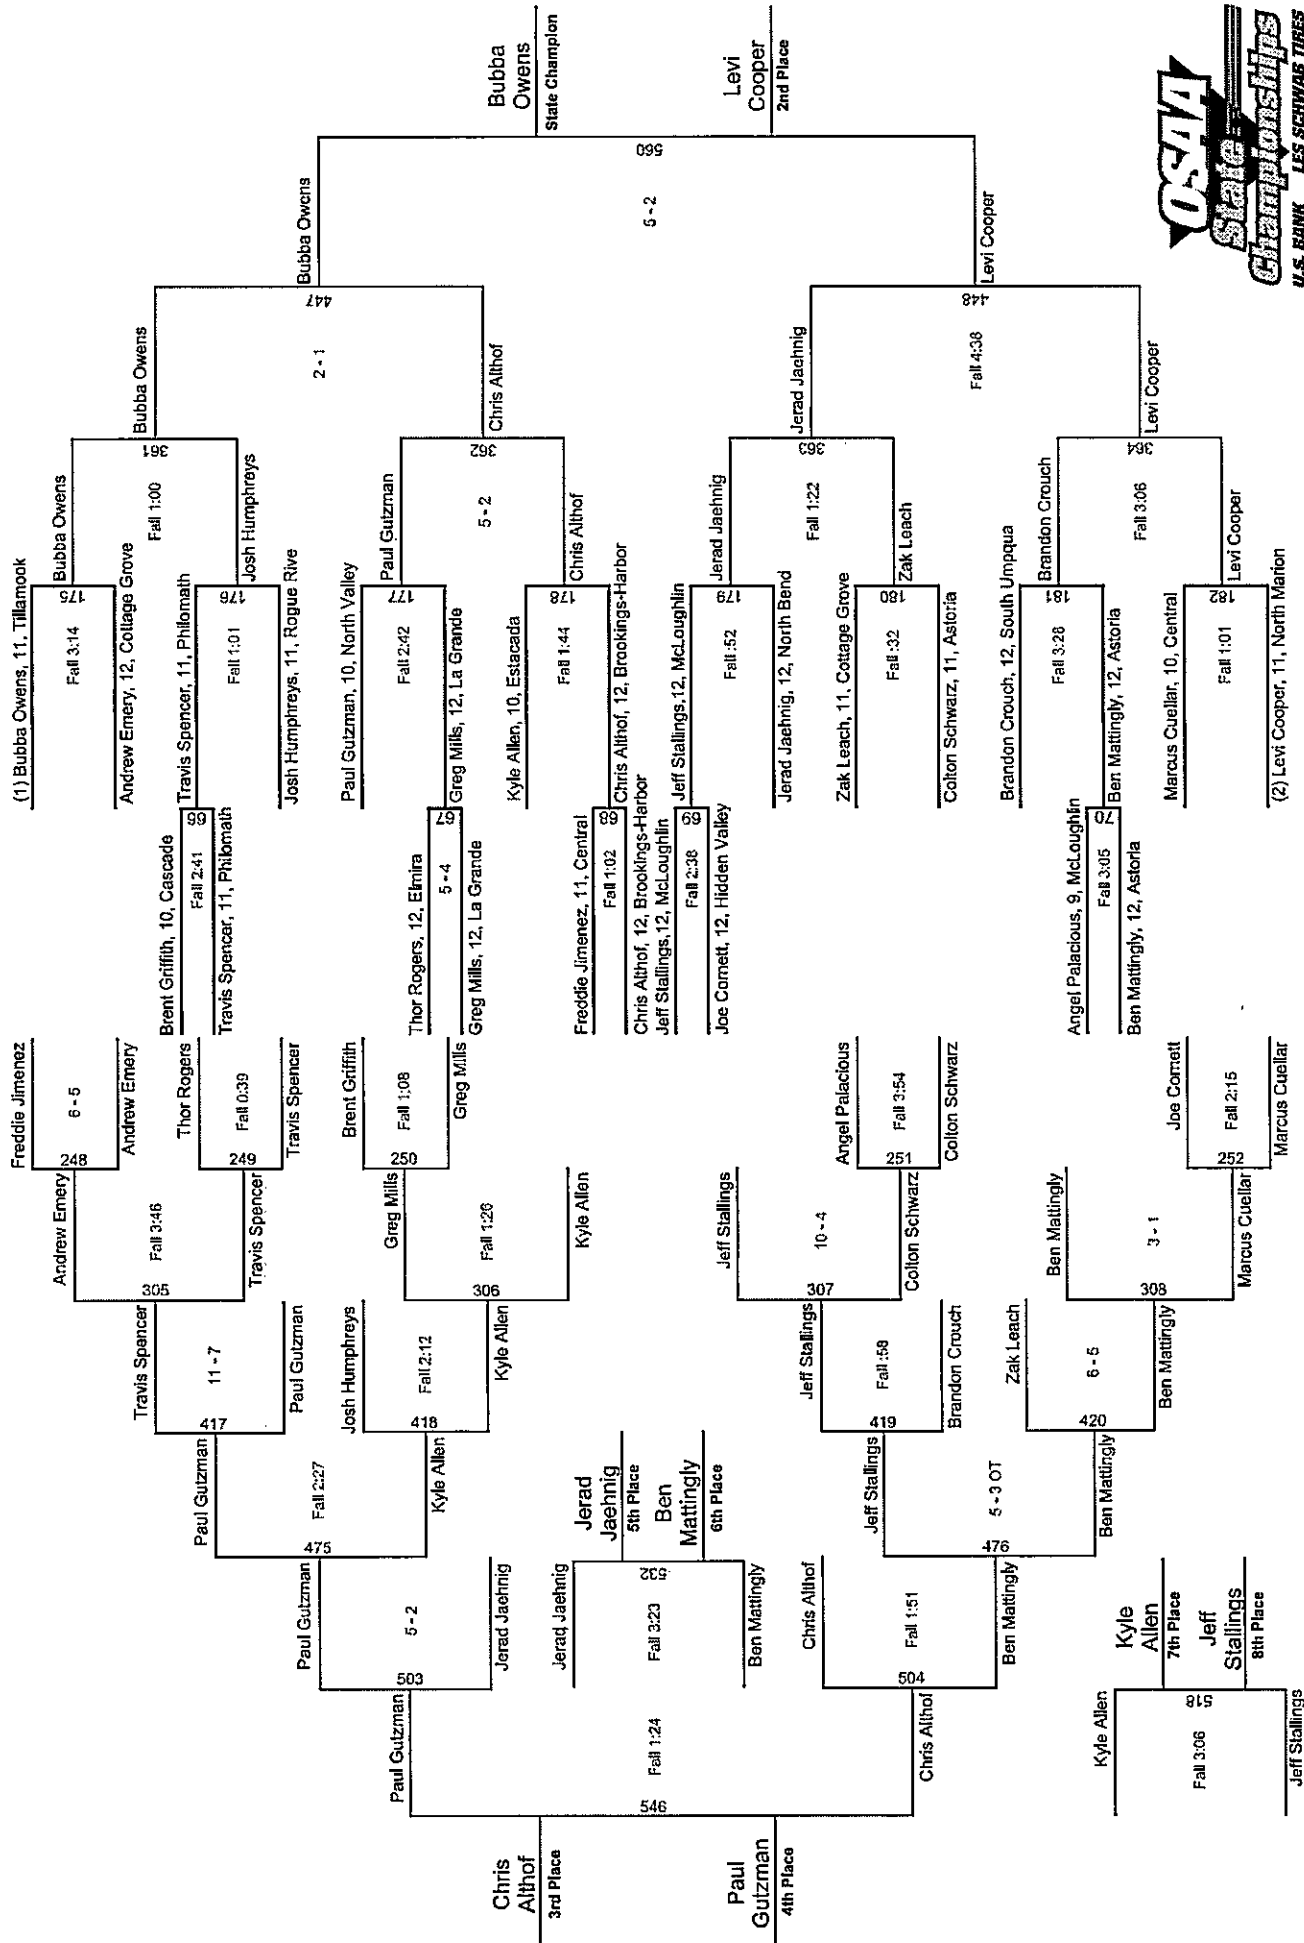 Bubba
Owens
State Champion
Levi
Cooper
2nd Place
Bubba Owens
560
Levi Cooper
Bubba Owens
447
2 - 1
Chris Althof
Jerad Jaehnig
448
Fall 4:38
Levi Cooper
Bubba Owens
361
Fall 1:00
Josh Humphreys
Paul Gutzman
362
5 - 2
Chris Althof
Jerad Jaehnig
363
Fall 1:22
Zak Leach
Brandon Crouch
364
Fall 3:06
Levi Cooper
(1) Bubba Owens, 11, Tillamook
175
Fall 3:14
Andrew Emery, 12, Cottage Grove
Travis Spencer, 11, Philomath
176
Fall 1:01
Josh Humphreys, 11, Rogue Rive
Paul Gutzman, 10, North Valley
177
Fall 2:42
Greg Mills, 12, La Grande
Kyle Allen, 10, Estacada
178
Fall 1:44
Chris Althof, 12, Brookings-Harbor
Jeff Stallings,12, McLoughlin
179
Fall :52
Jerad Jaehnig, 12, North Bend
Zak Leach, 11, Cottage Grove
180
Fall :32
Colton Schwarz, 11, Astoria
Brandon Crouch, 12, South Umpqua
181
Fall 3:28
Ben Mattingly, 12, Astoria
Marcus Cuellar, 10, Central
182
Fall 1:01
(2) Levi Cooper, 11, North Marion
Brent Griffith, 10, Cascade
66
Fall 2:41
Travis Spencer, 11, Philomath
Thor Rogers, 12, Elmira
67
5 - 4
Greg Mills, 12, La Grande
Freddie Jimenez, 11, Central
68
Fall 1:02
Chris Althof, 12, Brookings-Harbor
Jeff Stallings,12, McLoughlin
69
Fall 2:38
Joe Cornett, 12, Hidden Valley
Angel Palacious, 9, McLoughlin
70
Fall 3:05
Ben Mattingly, 12, Astoria
Freddie Jimenez
248
6 - 5
Andrew Emery
Thor Rogers
249
Fall 0:39
Travis Spencer
Brent Griffith
250
Fall 1:08
Greg Mills
Angel Palacious
251
Fall 3:54
Colton Schwarz
Joe Cornett
252
Fall 2:15
Marcus Cuellar
Andrew Emery
305
Fall 3:46
Travis Spencer
Greg Mills
306
Fall 1:26
Kyle Allen
Jeff Stallings
307
10 - 4
Colton Schwarz
Ben Mattingly
308
3 - 1
Marcus Cuellar
Travis Spencer
417
11 - 7
Paul Gutzman
Josh Humphreys
418
Fall 2:12
Kyle Allen
Jeff Stallings
419
Fall :58
Brandon Crouch
Zak Leach
420
6 - 5
Ben Mattingly
Paul Gutzman
475
Fall 2:27
Kyle Allen
Jeff Stallings
476
5 - 3 OT
Ben Mattingly
Paul Gutzman
503
5 - 2
Jerad Jaehnig
Chris Althof
504
Fall 1:51
Ben Mattingly
Jerad Jaehnig
532
Fall 3:23
Ben Mattingly
Jerad
Jaehnig
5th Place
Ben
Mattingly
6th Place
Paul Gutzman
546
Fall 1:24
Chris Althof
Kyle Allen
518
Fall 3:06
Jeff Stallings
Kyle
Allen
7th Place
Jeff
Stallings
8th Place
Chris
Althof
3rd Place
Paul
Gutzman
4th Place
OSAA
State
Championships
U.S. BANK LES SCHWAB TIRES